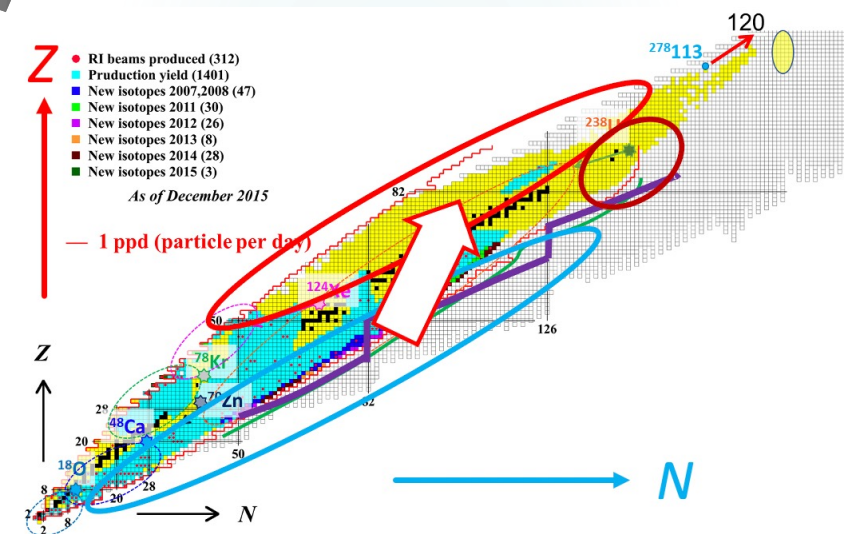 120
278113
Z
RI beams produced (312)
Pruduction yield (1401)
New isotopes 2007,2008 (47)
New isotopes 2011 (30)
New isotopes 2012 (26)
New isotopes 2013 (8)
New isotopes 2014 (28)
New isotopes 2015 (3)
As of December 2015
238U
82
— 1 ppd (particle per day)
124Xe
50
126
78Kr
Z
70Zn
82
28
48Ca
20
50
18O
28
N
8
20
N
2
8
2